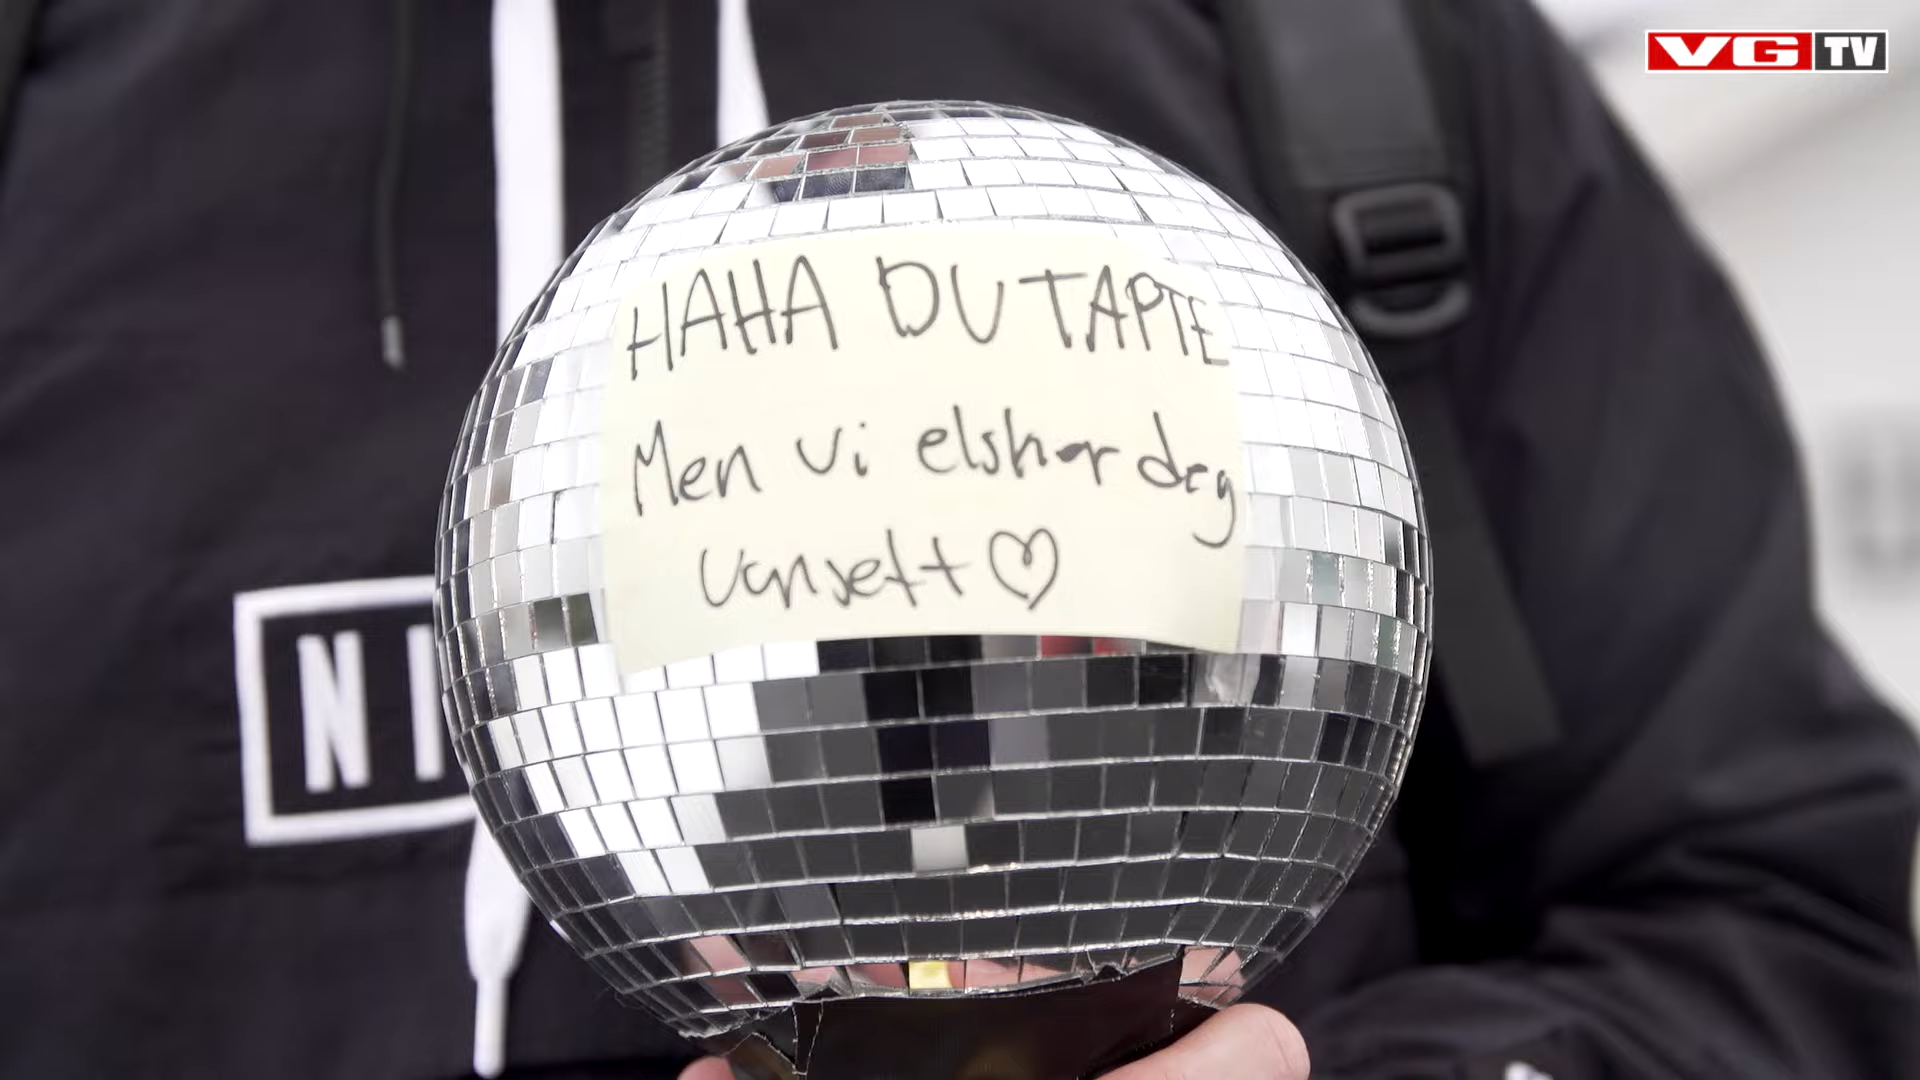 VG TV
HAHA DU TAPTE
Men vi elsker deg
uansett♡
NI